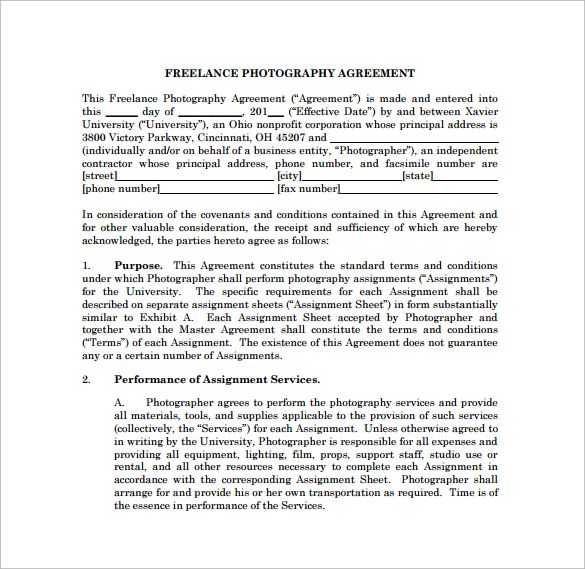 FREELANCE PHOTOGRAPHY AGREEMENT
This Freelance Photography Agreement (“Agreement”) is made and entered into
this ______ day of ____________, 201___ (“Effective Date”) by and between Xavier
University (“University”), an Ohio nonprofit corporation whose principal address is
3800 Victory Parkway, Cincinnati, OH 45207 and ______________________________
(individually and/or on behalf of a business entity, “Photographer”), an independent
contractor whose principal address, phone number, and facsimile number are
[street]__________________________ [city]________________[state]____________
[phone number]__________________ [fax number]__________________________
In consideration of the covenants and conditions contained in this Agreement and
for other valuable consideration, the receipt and sufficiency of which are hereby
acknowledged, the parties hereto agree as follows:
1. Purpose. This Agreement constitutes the standard terms and conditions
under which Photographer shall perform photography assignments (“Assignments”)
for the University. The specific requirements for each Assignment shall be
described on separate assignment sheets (“Assignment Sheet”) in form substantially
similar to Exhibit A. Each Assignment Sheet accepted by Photographer and
together with the Master Agreement shall constitute the terms and conditions
(“Terms”) of each Assignment. The existence of this Agreement does not guarantee
any or a certain number of Assignments.
2. Performance of Assignment Services.
A. Photographer agrees to perform the photography services and provide
all materials, tools, and supplies applicable to the provision of such services
(collectively, the “Services”) for each Assignment. Unless otherwise agreed to
in writing by the University, Photographer is responsible for all expenses and
providing all equipment, lighting, film, props, support staff, studio use or
rental, and all other resources necessary to complete each Assignment in
accordance with the corresponding Assignment Sheet. Photographer shall
arrange for and provide his or her own transportation as required. Time is of
the essence in performance of the Services.